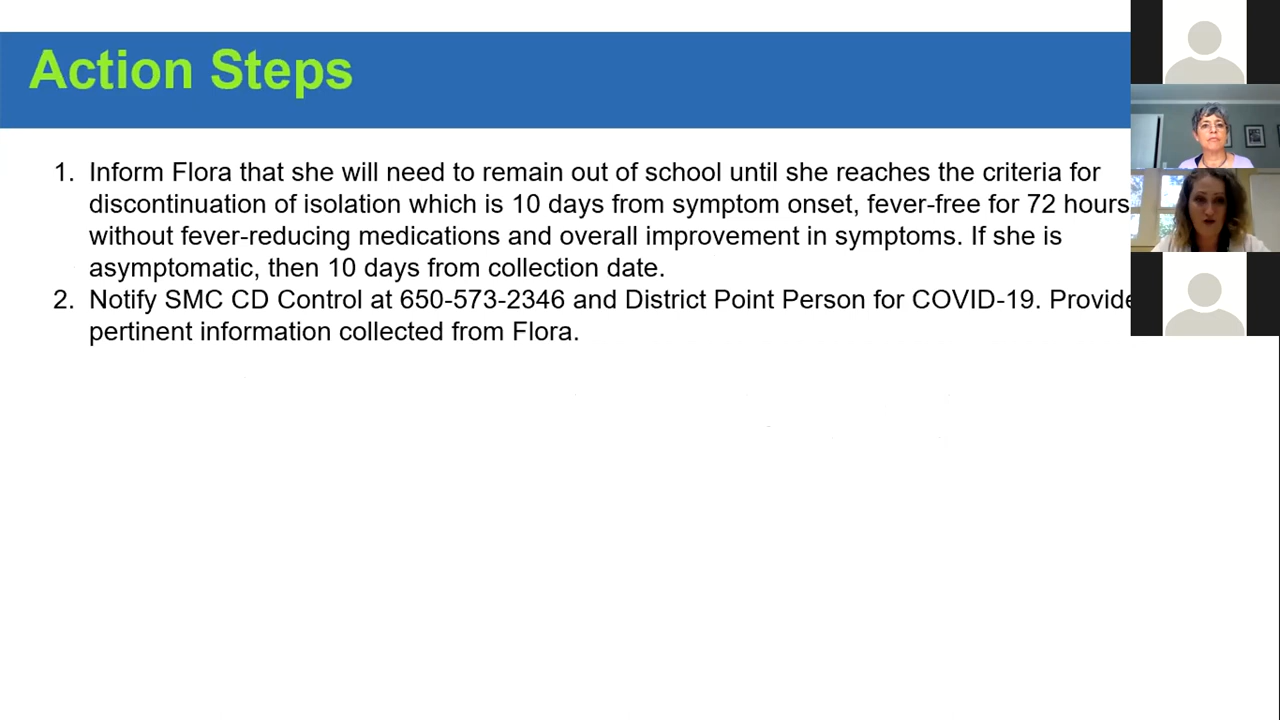 Action Steps
1. Inform Flora that she will need to remain out of school until she reaches the criteria for
discontinuation of isolation which is 10 days from symptom onset, fever-free for 72 hours
without fever-reducing medications and overall improvement in symptoms. If she is
asymptomatic, then 10 days from collection date.
2. Notify SMC CD Control at 650-573-2346 and District Point Person for COVID-19. Provide
pertinent information collected from Flora.